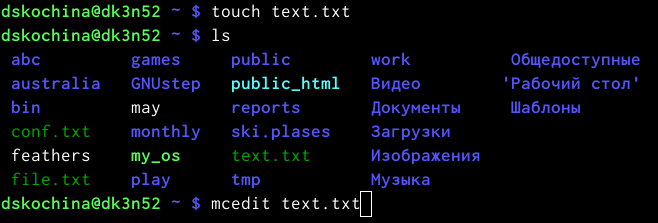 dskochina@dk3n52 ~ $ touch text.txt
dskochina@dk3n52 ~ $ ls
abc games public work Общедоступные
australia GNUstep public_html Видео 'Рабочий стол'
bin may reports Документы Шаблоны
conf.txt monthly ski.plases Загрузки
feathers my_os text.txt Изображения
file.txt play tmp Музыка
dskochina@dk3n52 ~ $ mcedit text.txt